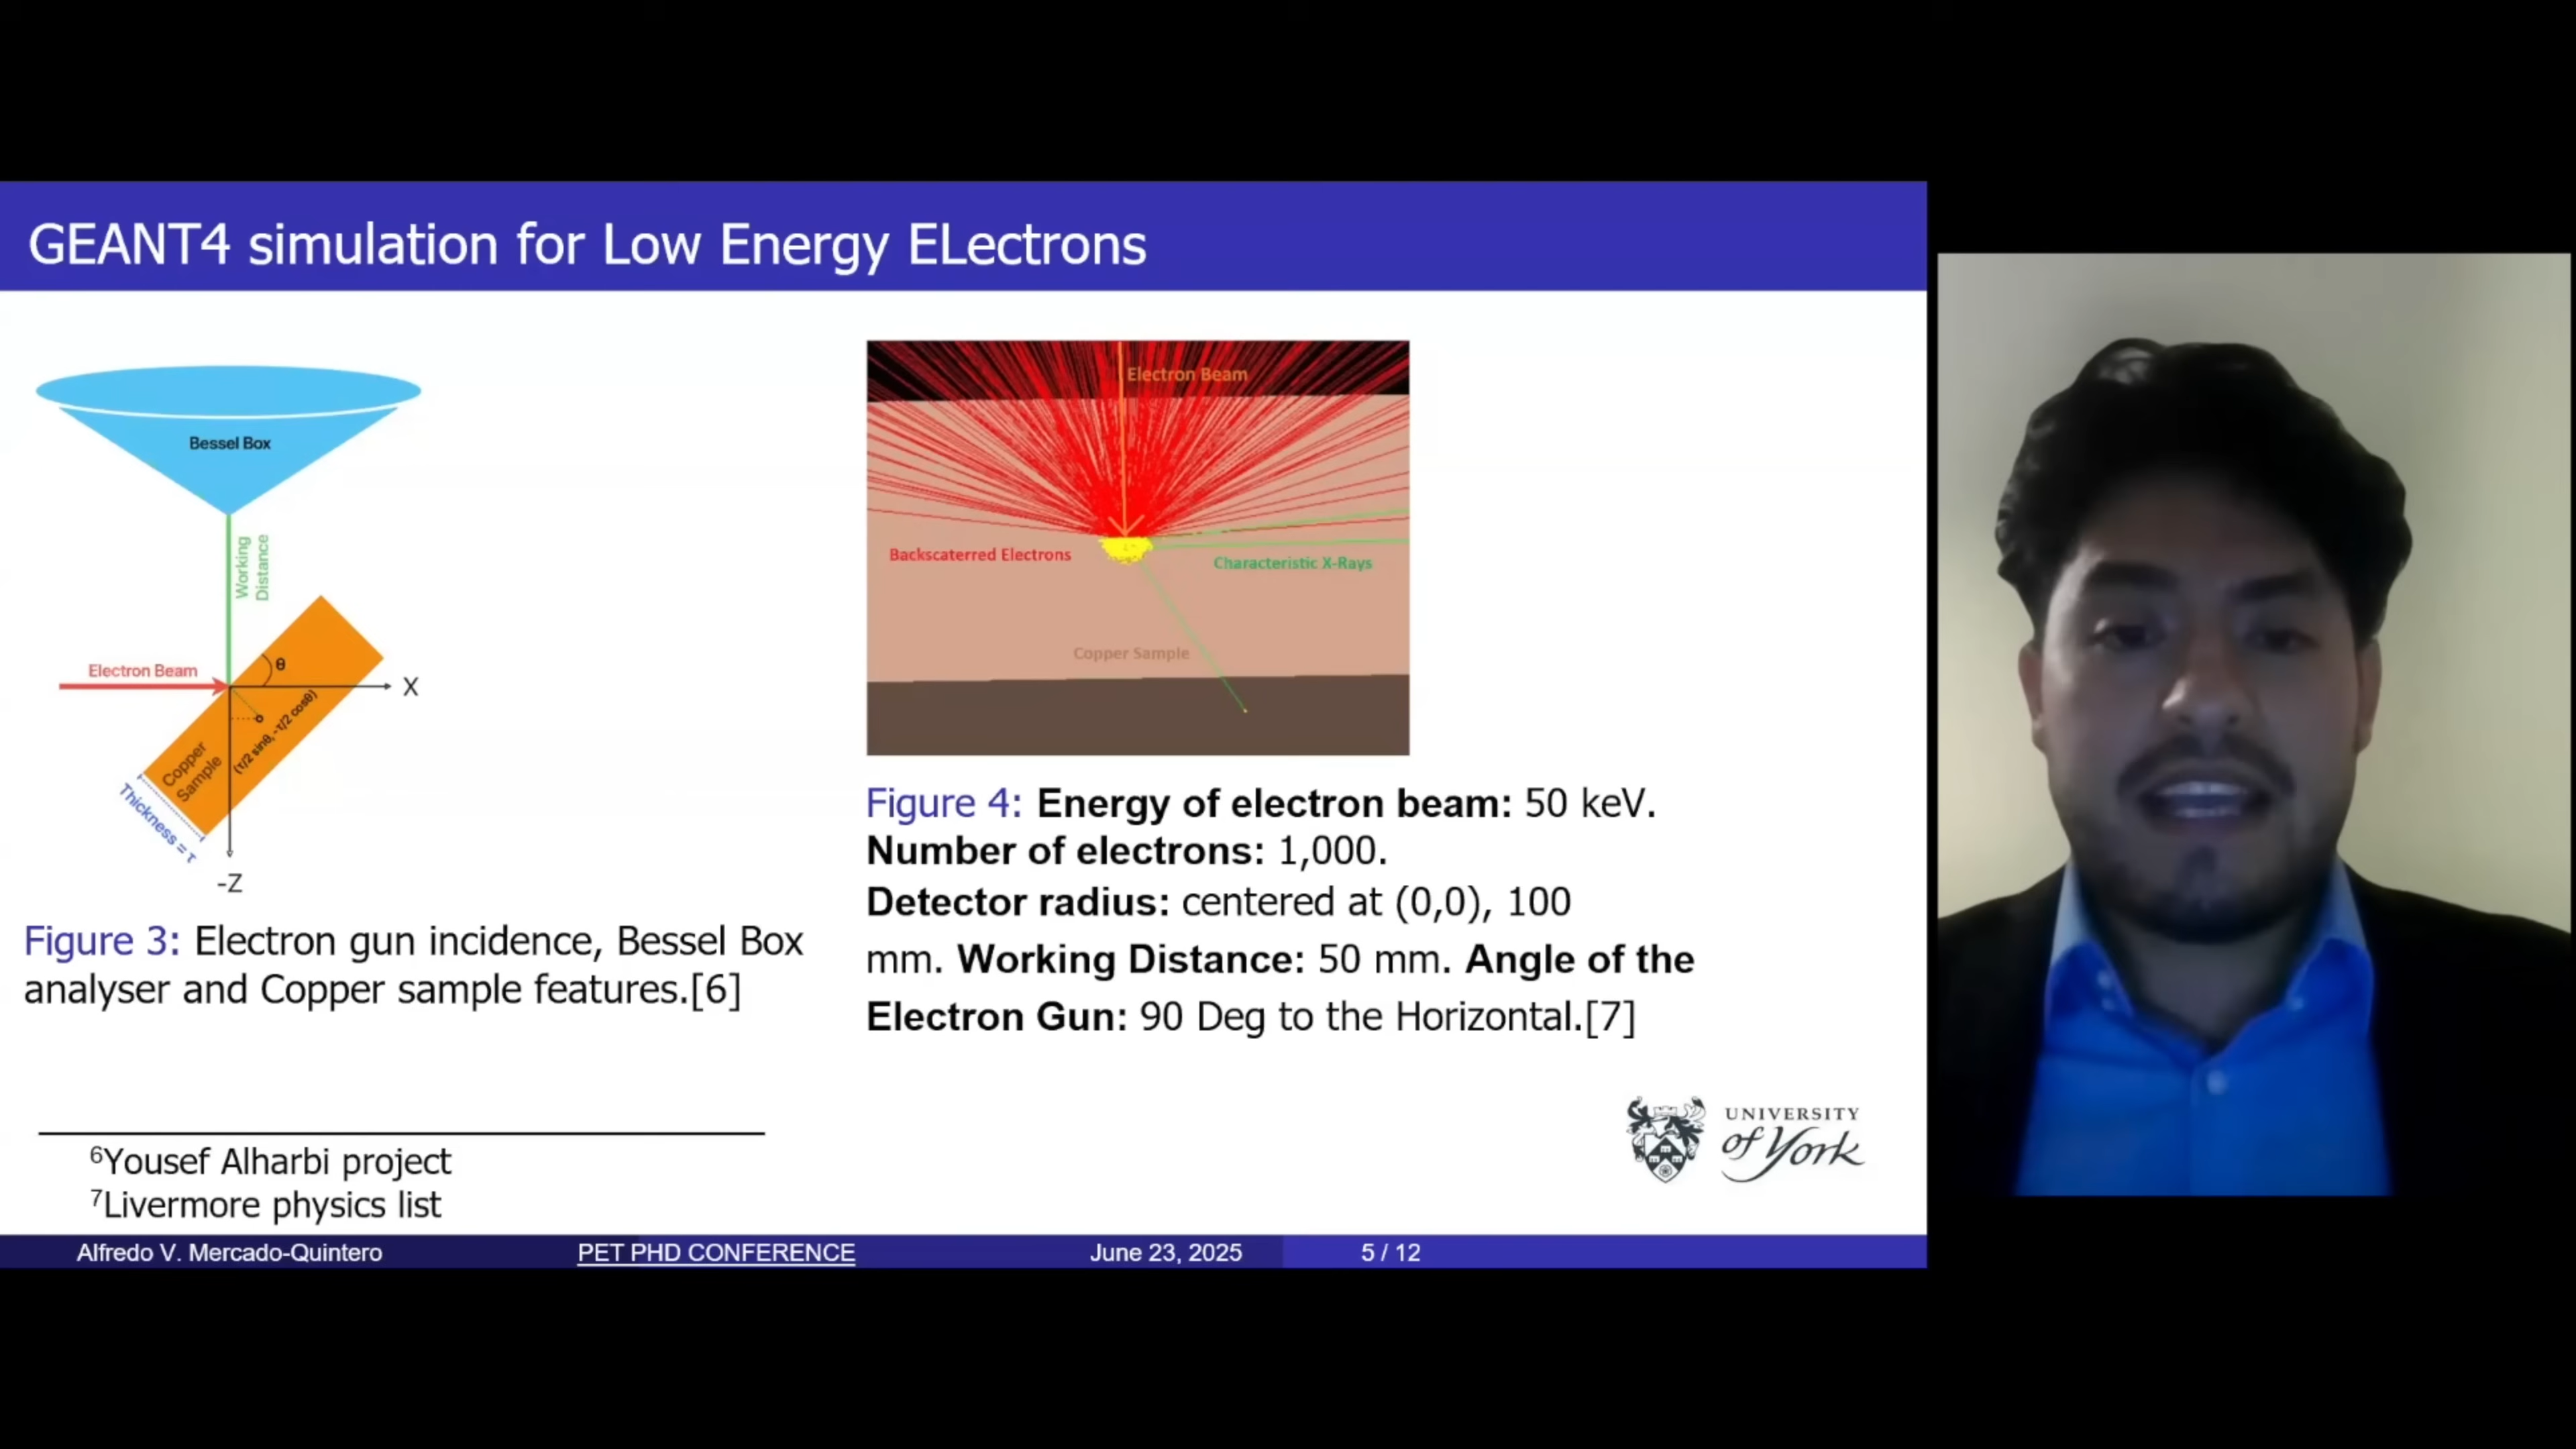 GEANT4 simulation for Low Energy ELectrons
Bessel Box
Working
Distance
Electron Beam
θ
X
(τ/2 sinθ, -τ/2 cosθ)
Copper
Sample
Thickness = τ
-Z
Figure 3: Electron gun incidence, Bessel Box
analyser and Copper sample features.[6]
Electron Beam
Backscaterred Electrons
Characteristic X-Rays
Copper Sample
Figure 4: Energy of electron beam: 50 keV.
Number of electrons: 1,000.
Detector radius: centered at (0,0), 100
mm. Working Distance: 50 mm. Angle of the
Electron Gun: 90 Deg to the Horizontal.[7]
6Yousef Alharbi project
7Livermore physics list
UNIVERSITY
of York
Alfredo V. Mercado-Quintero PET PHD CONFERENCE June 23, 2025 5 / 12